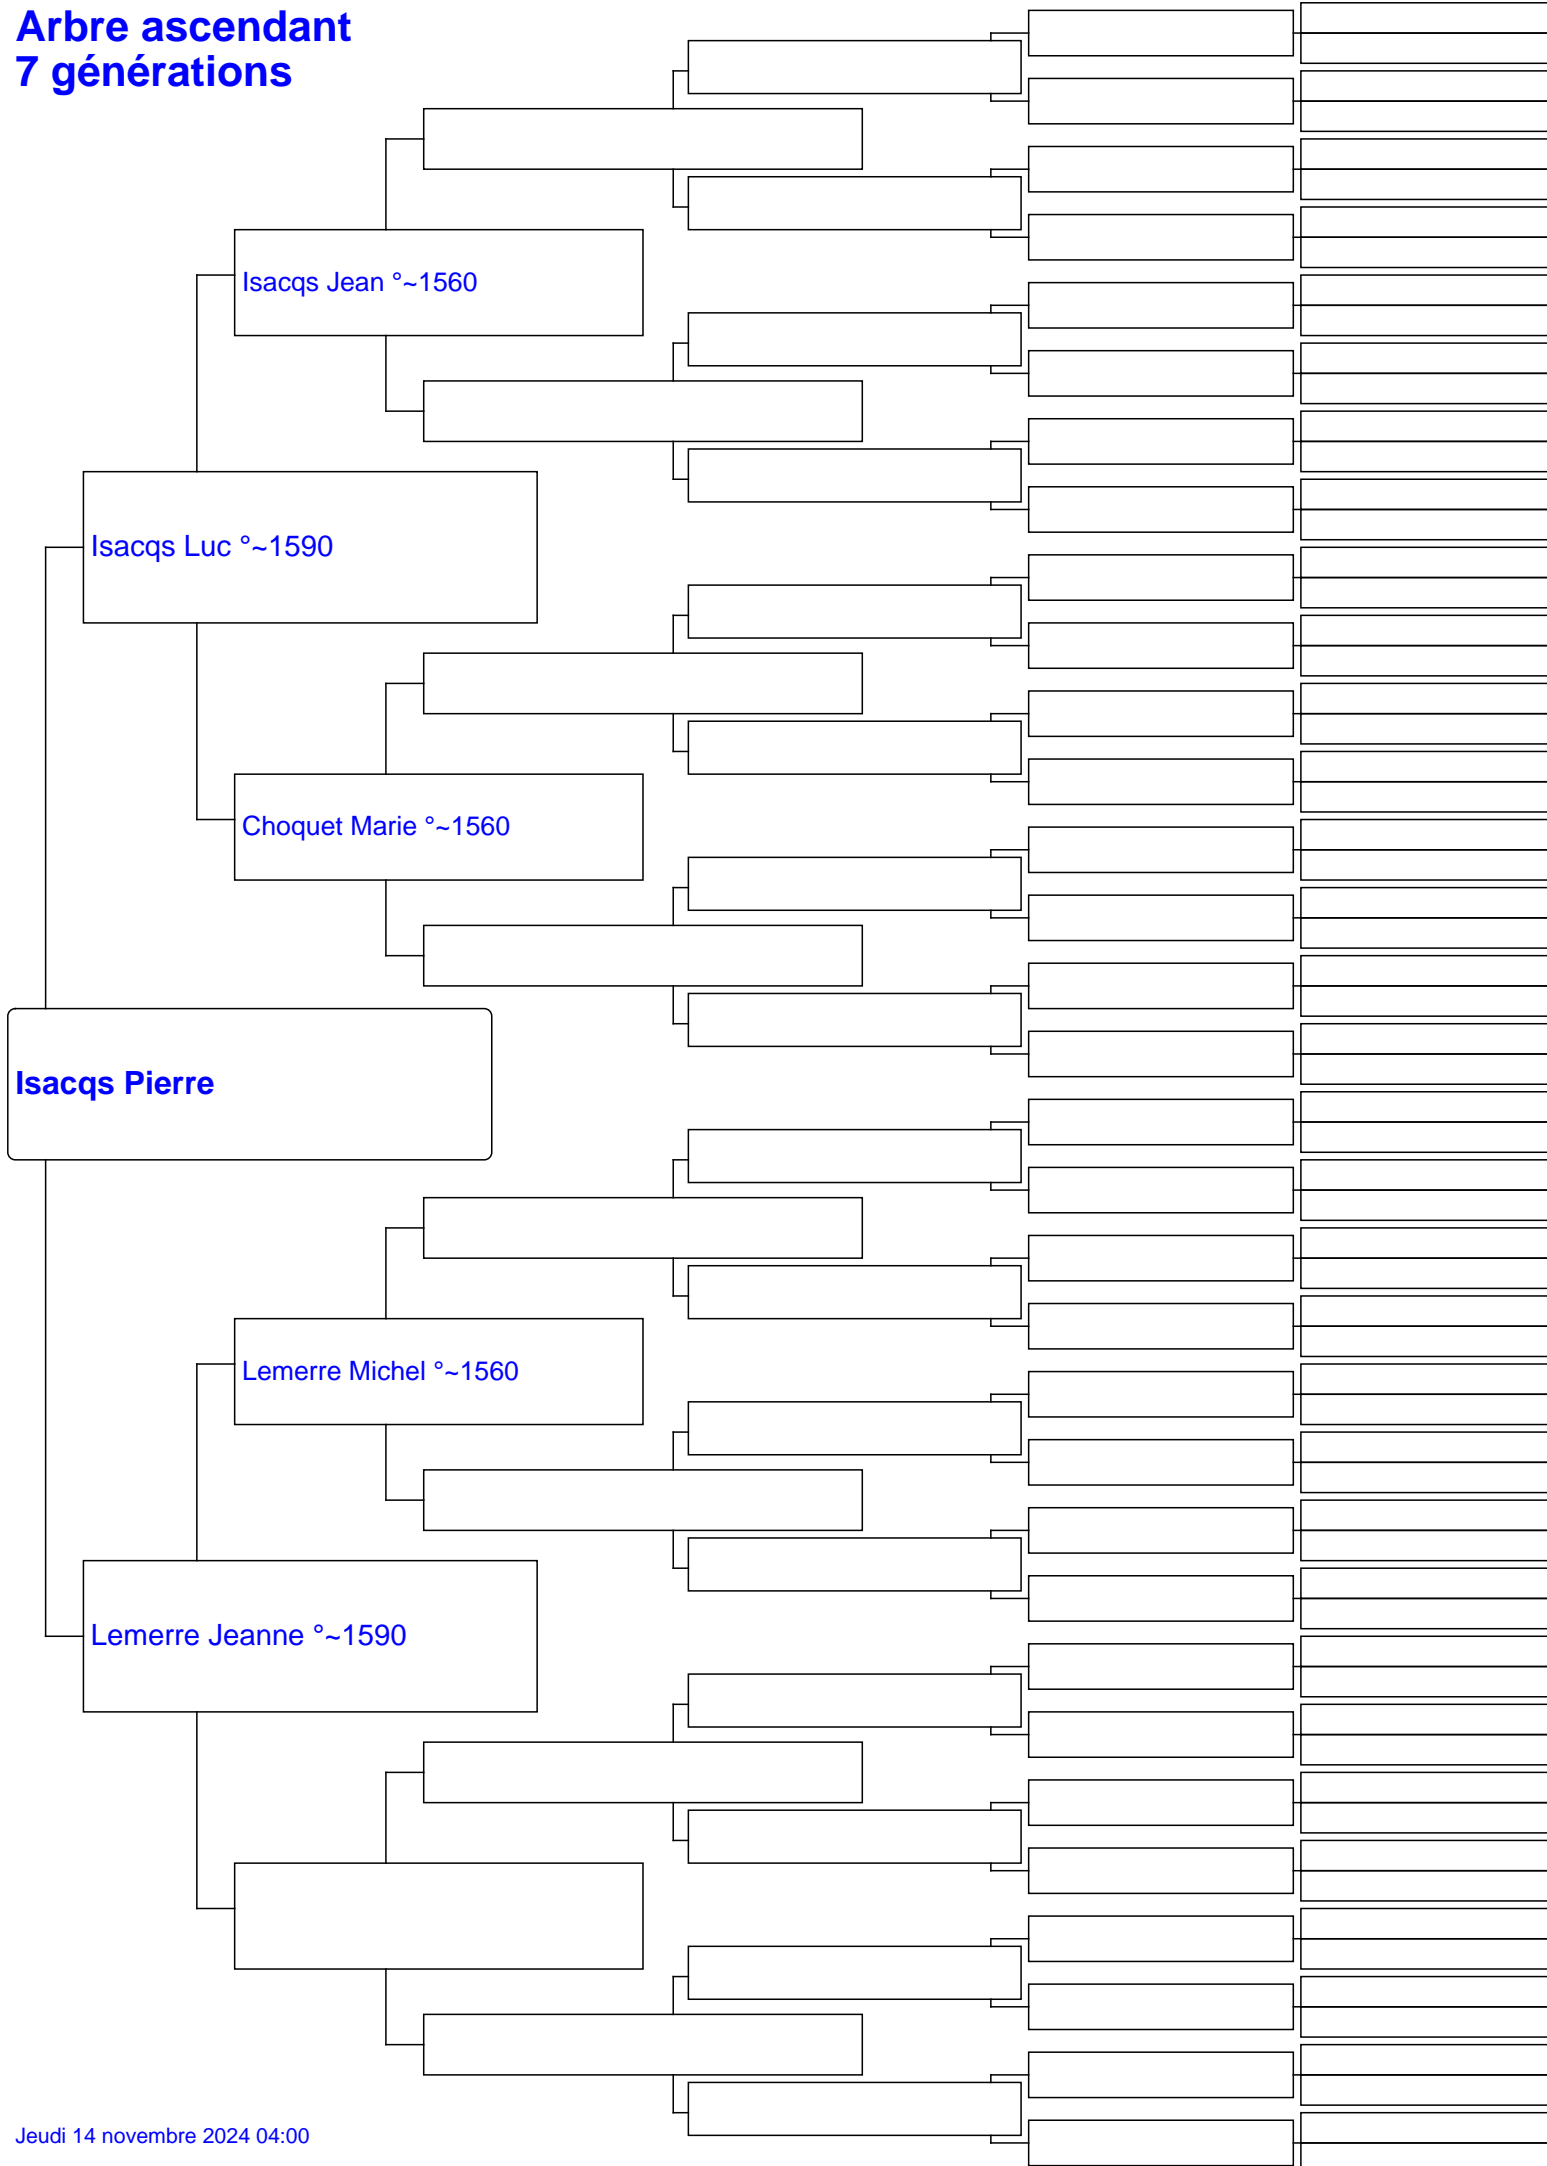 Arbre ascendant
7 générations
Isacqs Jean °~1560
Isacqs Luc °~1590
Choquet Marie °~1560
Isacqs Pierre
Lemerre Michel °~1560
Lemerre Jeanne °~1590
Jeudi 14 novembre 2024 04:00